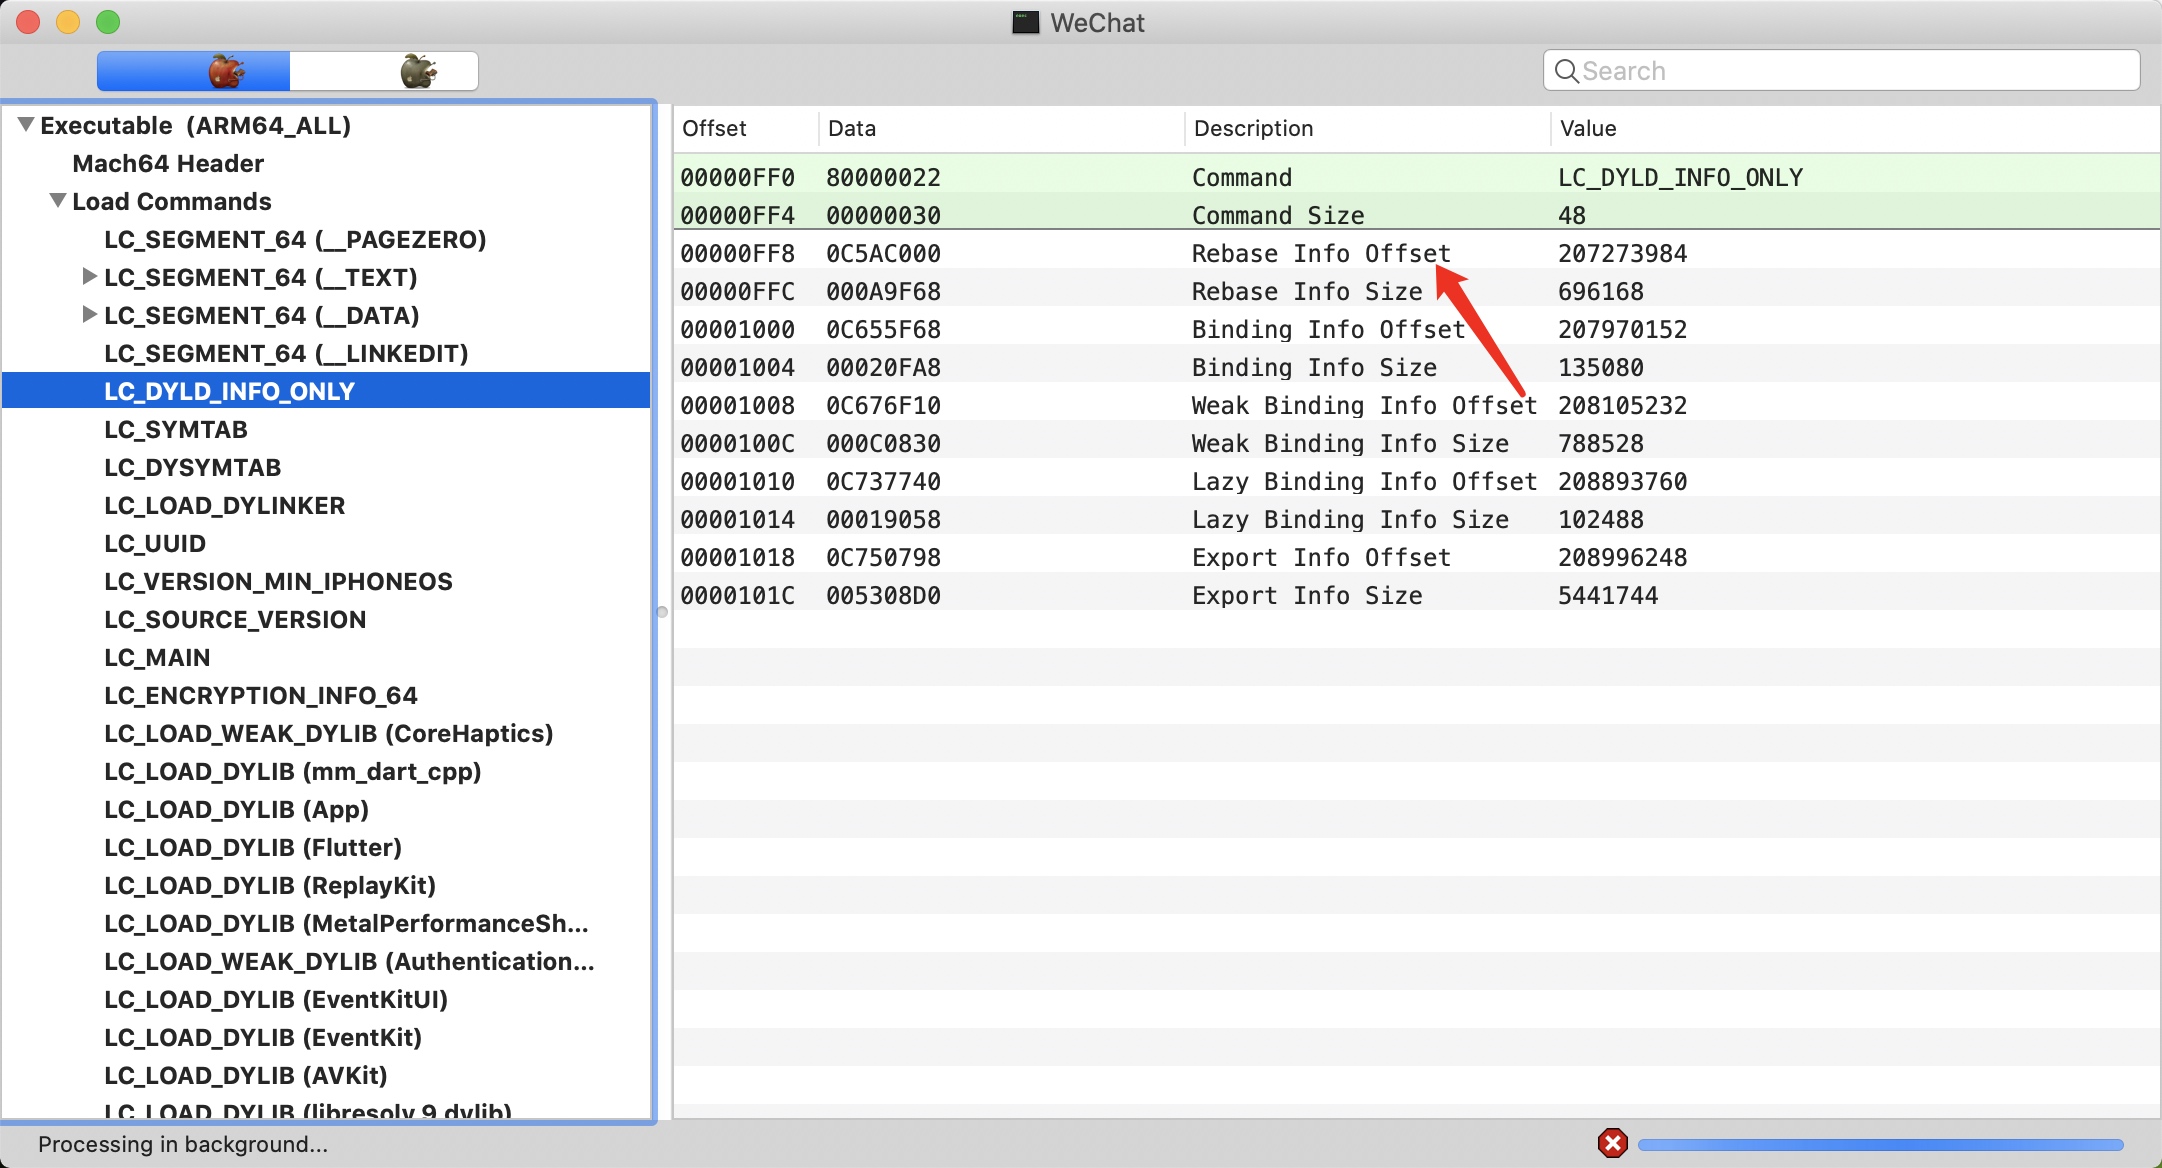 WeChat
Search
Executable (ARM64_ALL)
Mach64 Header
Load Commands
LC_SEGMENT_64 (__PAGEZERO)
LC_SEGMENT_64 (__TEXT)
LC_SEGMENT_64 (__DATA)
LC_SEGMENT_64 (__LINKEDIT)
LC_DYLD_INFO_ONLY
LC_SYMTAB
LC_DYSYMTAB
LC_LOAD_DYLINKER
LC_UUID
LC_VERSION_MIN_IPHONEOS
LC_SOURCE_VERSION
LC_MAIN
LC_ENCRYPTION_INFO_64
LC_LOAD_WEAK_DYLIB (CoreHaptics)
LC_LOAD_DYLIB (mm_dart_cpp)
LC_LOAD_DYLIB (App)
LC_LOAD_DYLIB (Flutter)
LC_LOAD_DYLIB (ReplayKit)
LC_LOAD_DYLIB (MetalPerformanceSh...
LC_LOAD_WEAK_DYLIB (Authentication...
LC_LOAD_DYLIB (EventKitUI)
LC_LOAD_DYLIB (EventKit)
LC_LOAD_DYLIB (AVKit)
LC_LOAD_DYLIB (libresolv.9.dylib)
Offset Data Description Value
00000FF0 80000022 Command LC_DYLD_INFO_ONLY
00000FF4 00000030 Command Size 48
00000FF8 0C5AC000 Rebase Info Offset 207273984
00000FFC 000A9F68 Rebase Info Size 696168
00001000 0C655F68 Binding Info Offset 207970152
00001004 00020FA8 Binding Info Size 135080
00001008 0C676F10 Weak Binding Info Offset 208105232
0000100C 000C0830 Weak Binding Info Size 788528
00001010 0C737740 Lazy Binding Info Offset 208893760
00001014 00019058 Lazy Binding Info Size 102488
00001018 0C750798 Export Info Offset 208996248
0000101C 005308D0 Export Info Size 5441744
Processing in background...